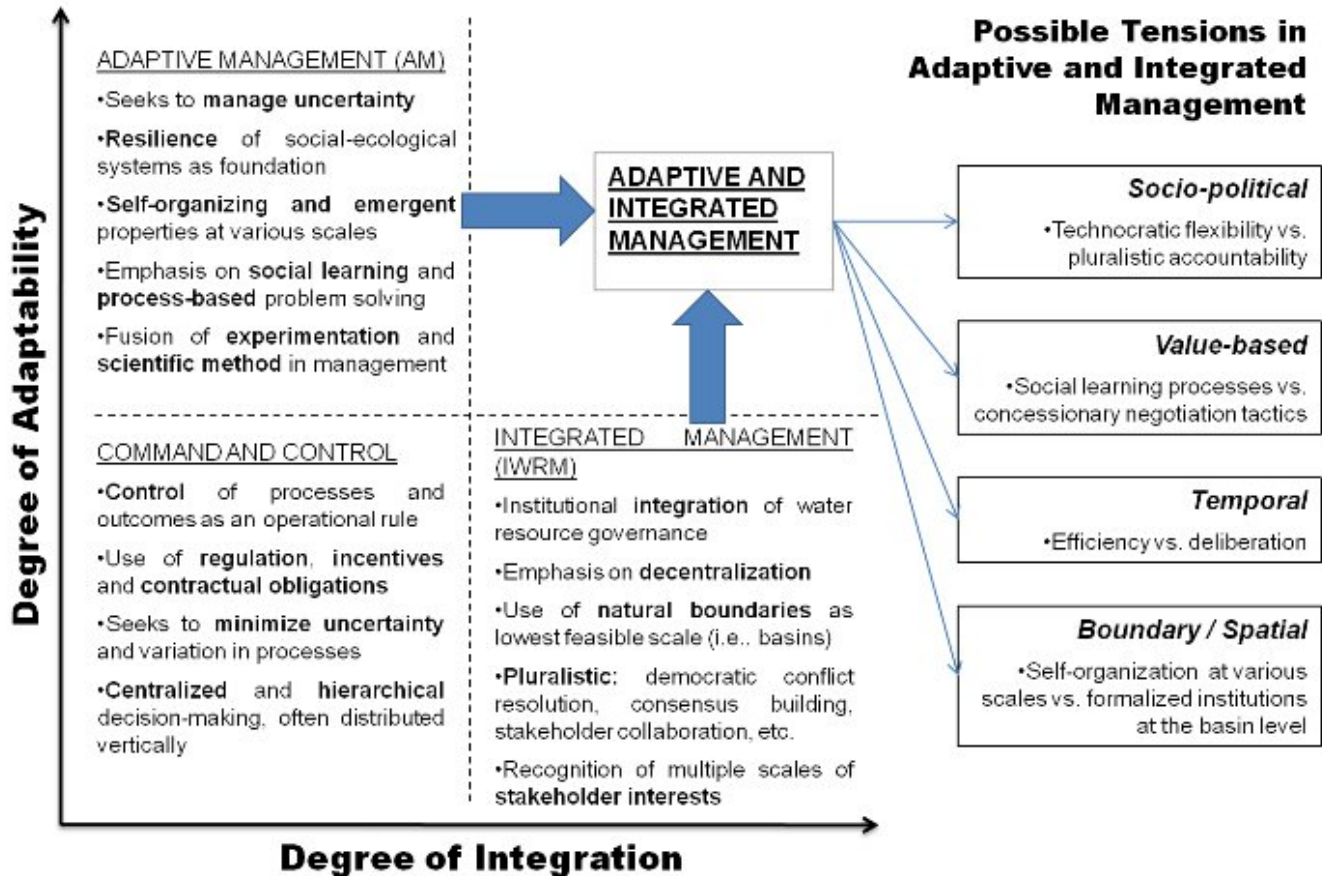 Degree of Adaptability
ADAPTIVE MANAGEMENT (AM)
•Seeks to manage uncertainty
•Resilience of social-ecological
systems as foundation
•Self-organizing and emergent
properties at various scales
•Emphasis on social learning and
process-based problem solving
•Fusion of experimentation and
scientific method in management
COMMAND AND CONTROL
•Control of processes and
outcomes as an operational rule
•Use of regulation, incentives
and contractual obligations
•Seeks to minimize uncertainty
and variation in processes
•Centralized and hierarchical
decision-making, often distributed
vertically
ADAPTIVE AND
INTEGRATED
MANAGEMENT
INTEGRATED MANAGEMENT
(IWRM)
•Institutional integration of water
resource governance
•Emphasis on decentralization
•Use of natural boundaries as
lowest feasible scale (i.e.. basins)
•Pluralistic: democratic conflict
resolution, consensus building,
stakeholder collaboration, etc.
•Recognition of multiple scales of
stakeholder interests
Degree of Integration
Possible Tensions in
Adaptive and Integrated
Management
Socio-political
•Technocratic flexibility vs.
pluralistic accountability
Value-based
•Social learning processes vs.
concessionary negotiation tactics
Temporal
•Efficiency vs. deliberation
Boundary / Spatial
•Self-organization at various
scales vs. formalized institutions
at the basin level